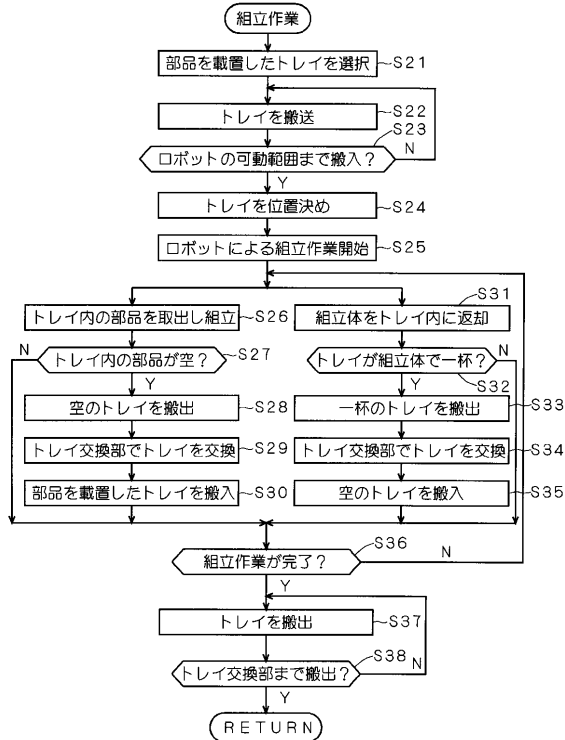 組立作業
部品を載置したトレイを選択 S21
トレイを搬送 S22
S23
ロボットの可動範囲まで搬入? N
Y
トレイを位置決め S24
ロボットによる組立作業開始 S25
トレイ内の部品を取出し組立 S26
N トレイ内の部品が空? S27
Y
空のトレイを搬出 S28
トレイ交換部でトレイを交換 S29
部品を載置したトレイを搬入 S30
S31
組立体をトレイ内に返却
トレイが組立体で一杯? N
S32
Y
一杯のトレイを搬出 S33
トレイ交換部でトレイを交換 S34
空のトレイを搬入 S35
S36
組立作業が完了? N
Y
トレイを搬出 S37
S38
トレイ交換部まで搬出? N
Y
RETURN